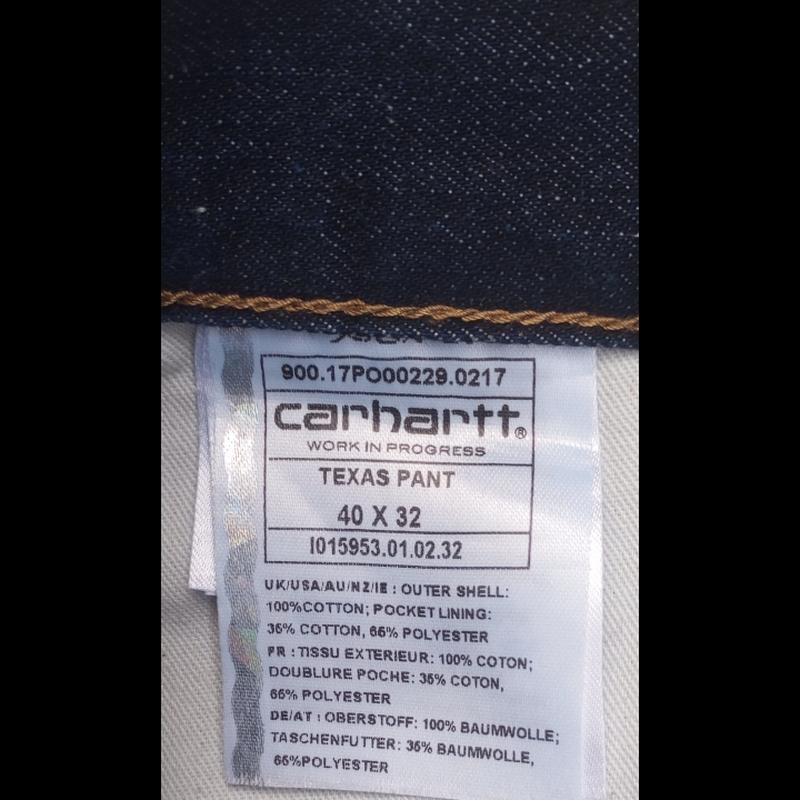 900.17PO00229.0217
carhartt®
WORK IN PROGRESS
TEXAS PANT
40 X 32
I015953.01.02.32
UK/USA/AU/NZ/IE : OUTER SHELL:
100%COTTON; POCKET LINING:
35% COTTON, 65% POLYESTER
FR : TISSU EXTERIEUR: 100% COTON;
DOUBLURE POCHE: 35% COTON,
65% POLYESTER
DE/AT : OBERSTOFF: 100% BAUMWOLLE;
TASCHENFUTTER: 35% BAUMWOLLE,
65%POLYESTER